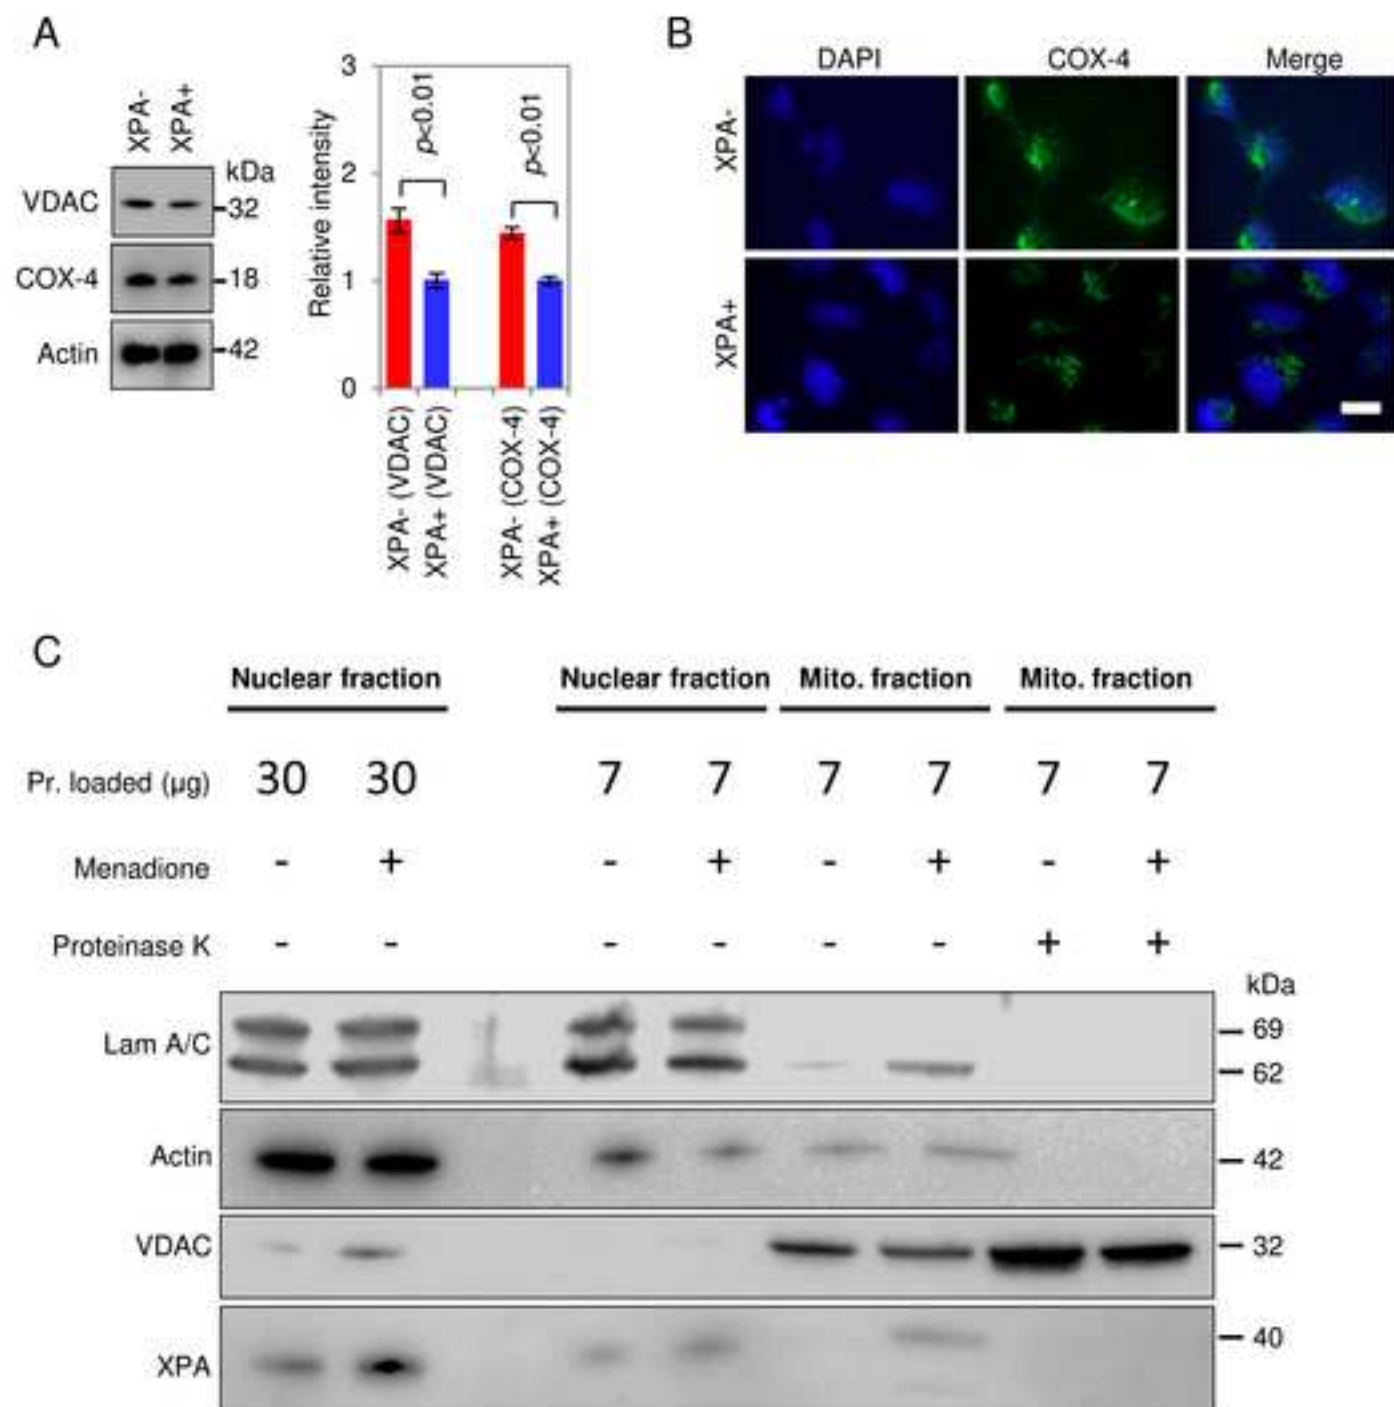 A
XPA-
XPA+
kDa
VDAC
32
COX-4
18
Actin
42
Relative intensity
3
2
1
0
p<0.01
p<0.01
XPA- (VDAC)
XPA+ (VDAC)
XPA- (COX-4)
XPA+ (COX-4)
B
DAPI
COX-4
Merge
XPA-
XPA+
C
Nuclear fraction
Nuclear fraction
Mito. fraction
Mito. fraction
Pr. loaded (µg) 30 30 7 7 7 7 7 7
Menadione - + - + - + - +
Proteinase K - - - - - - + +
kDa
Lam A/C
69
62
Actin
42
VDAC
32
XPA
40